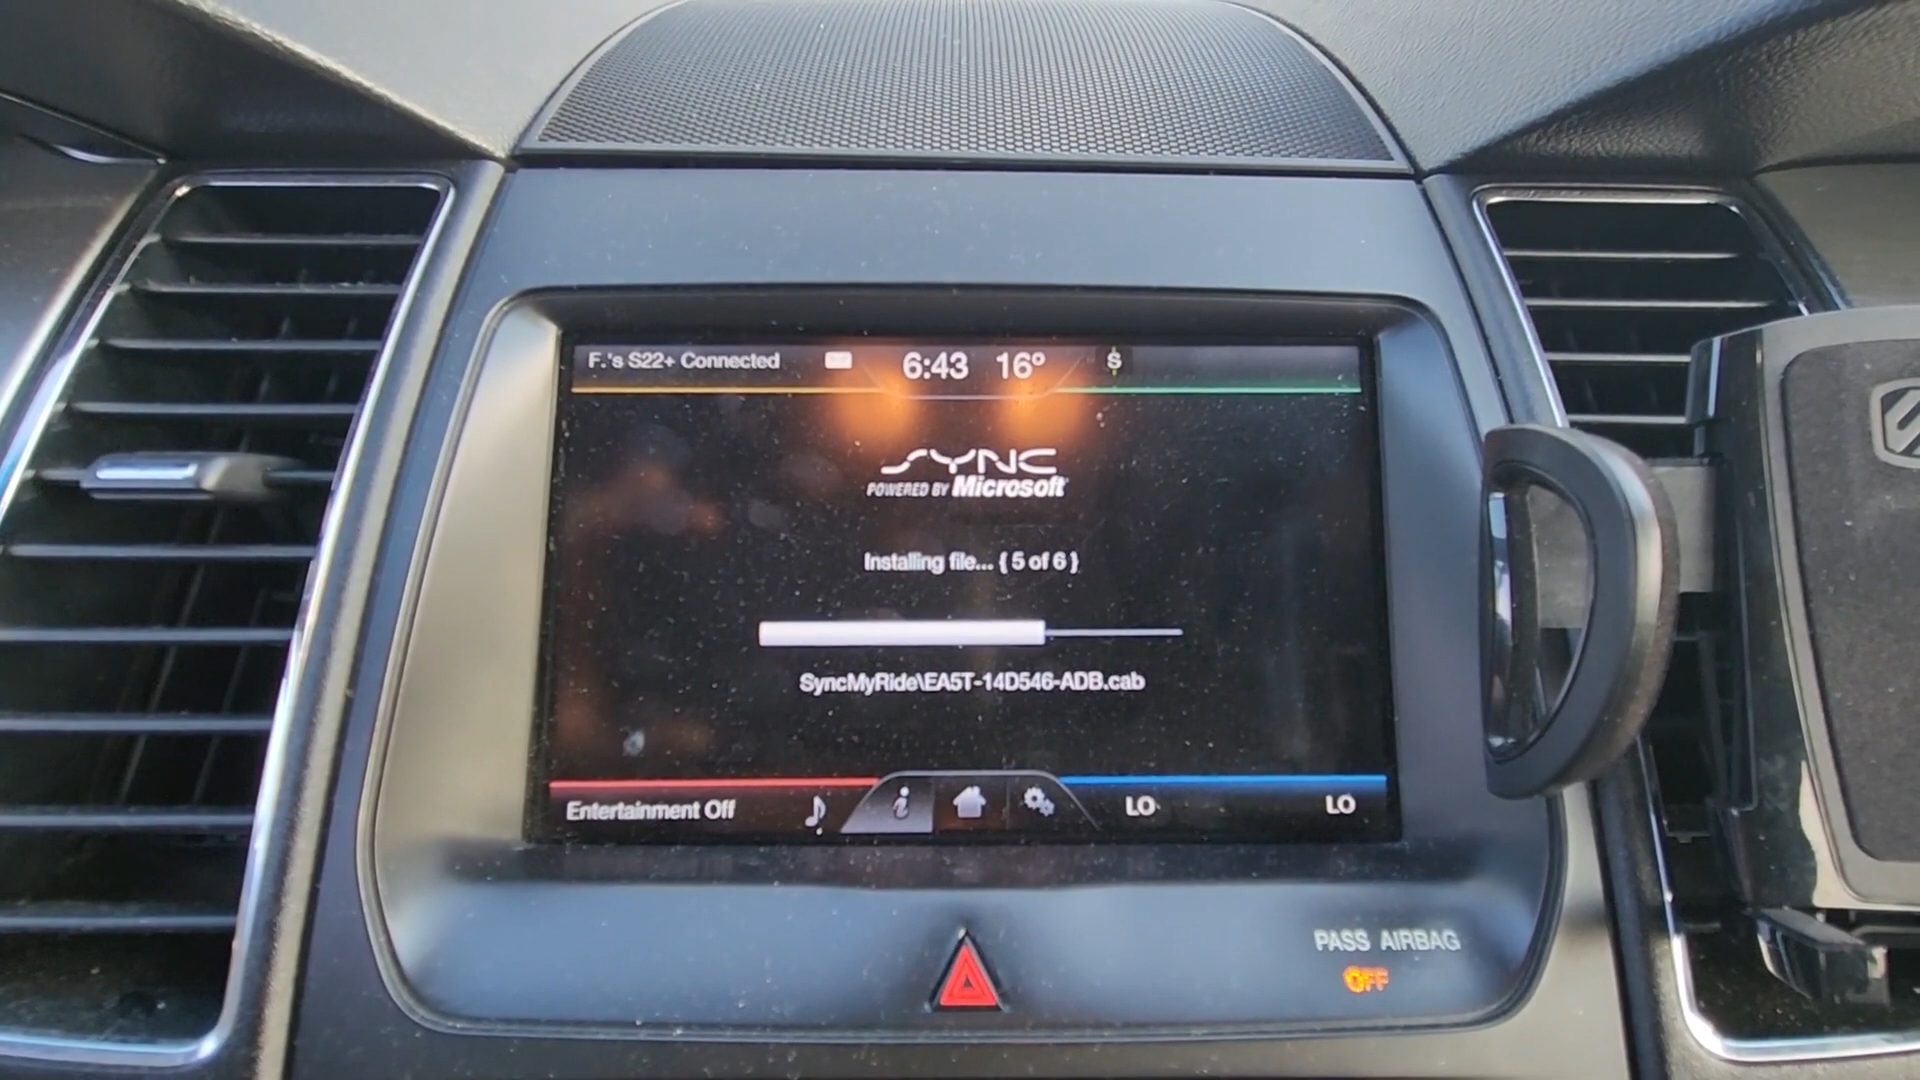 F.'s S22+ Connected 6:43 16° S
SYNC
POWERED BY Microsoft
Installing file... { 5 of 6 }
SyncMyRide\EA5T-14D546-ADB.cab
Entertainment Off i LO LO
PASS AIRBAG
OFF